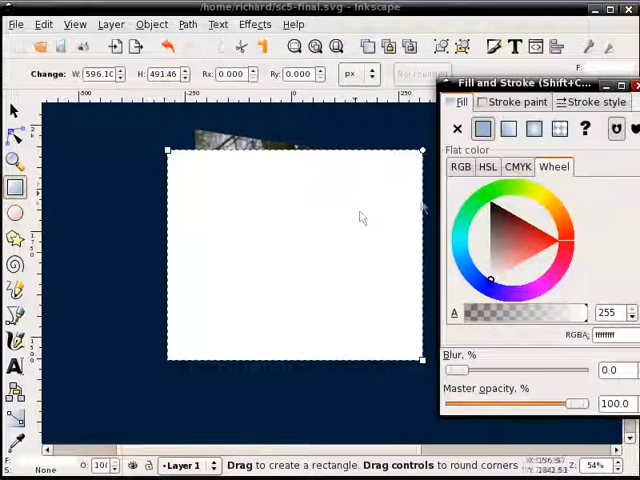 /home/richard/sc5-final.svg - Inkscape
File Edit View Layer Object Path Text Effects Help
Change: W: 596.10 H: 491.46 Rx: 0.000 Ry: 0.000 px Not rounded F:
Fill and Stroke (Shift+C...
Fill Stroke paint Stroke style
?
Flat color
RGB HSL CMYK Wheel
A 255
RGBA: ffffffff
Blur, %
0.0
Master opacity, %
100.0
F:
S: None O: 100 Layer 1 Drag to create a rectangle. Drag controls to round corners Z: 54%